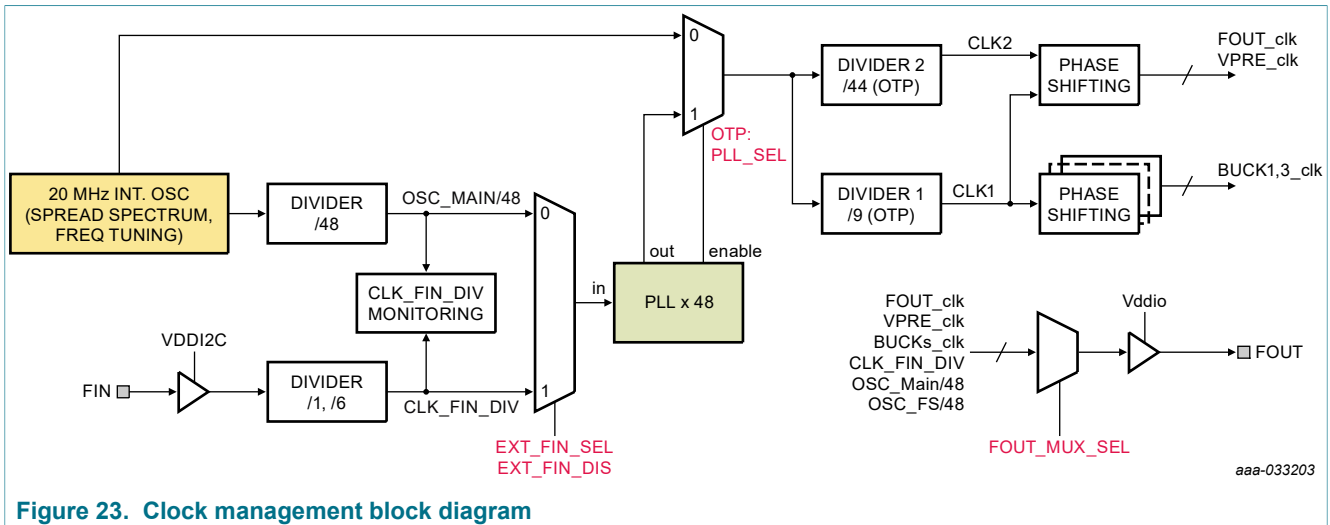 0
1
OTP:
PLL_SEL
DIVIDER 2
/44 (OTP)
CLK2
PHASE
SHIFTING
FOUT_clk
VPRE_clk
DIVIDER 1
/9 (OTP)
CLK1
PHASE
SHIFTING
BUCK1,3_clk
20 MHz INT. OSC
(SPREAD SPECTRUM,
FREQ TUNING)
DIVIDER
/48
OSC_MAIN/48
0
CLK_FIN_DIV
MONITORING
VDDI2C
FIN
DIVIDER
/1, /6
CLK_FIN_DIV
1
EXT_FIN_SEL
EXT_FIN_DIS
in
out
enable
PLL x 48
FOUT_clk
VPRE_clk
BUCKs_clk
CLK_FIN_DIV
OSC_Main/48
OSC_FS/48
Vddio
FOUT
FOUT_MUX_SEL
aaa-033203
Figure 23. Clock management block diagram